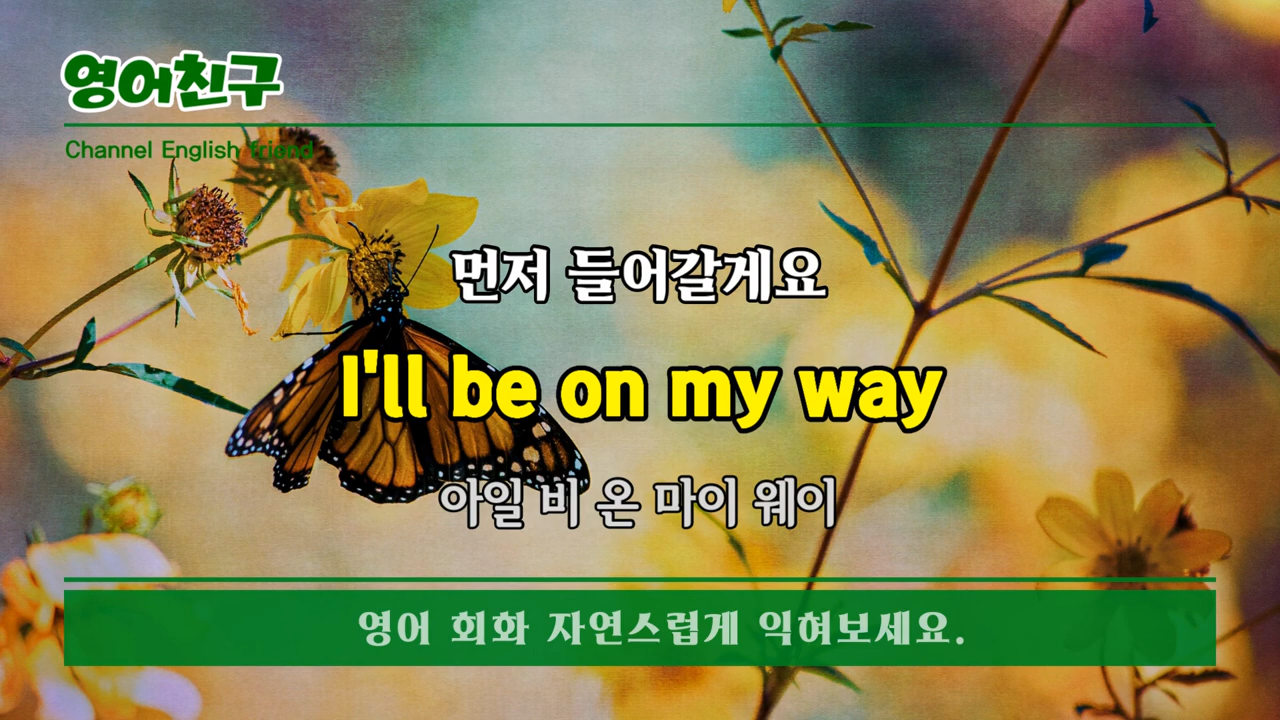 영어친구
Channel English friend
먼저 들어갈게요
I'll be on my way
아일 비 온 마이 웨이
영어 회화 자연스럽게 익혀보세요.